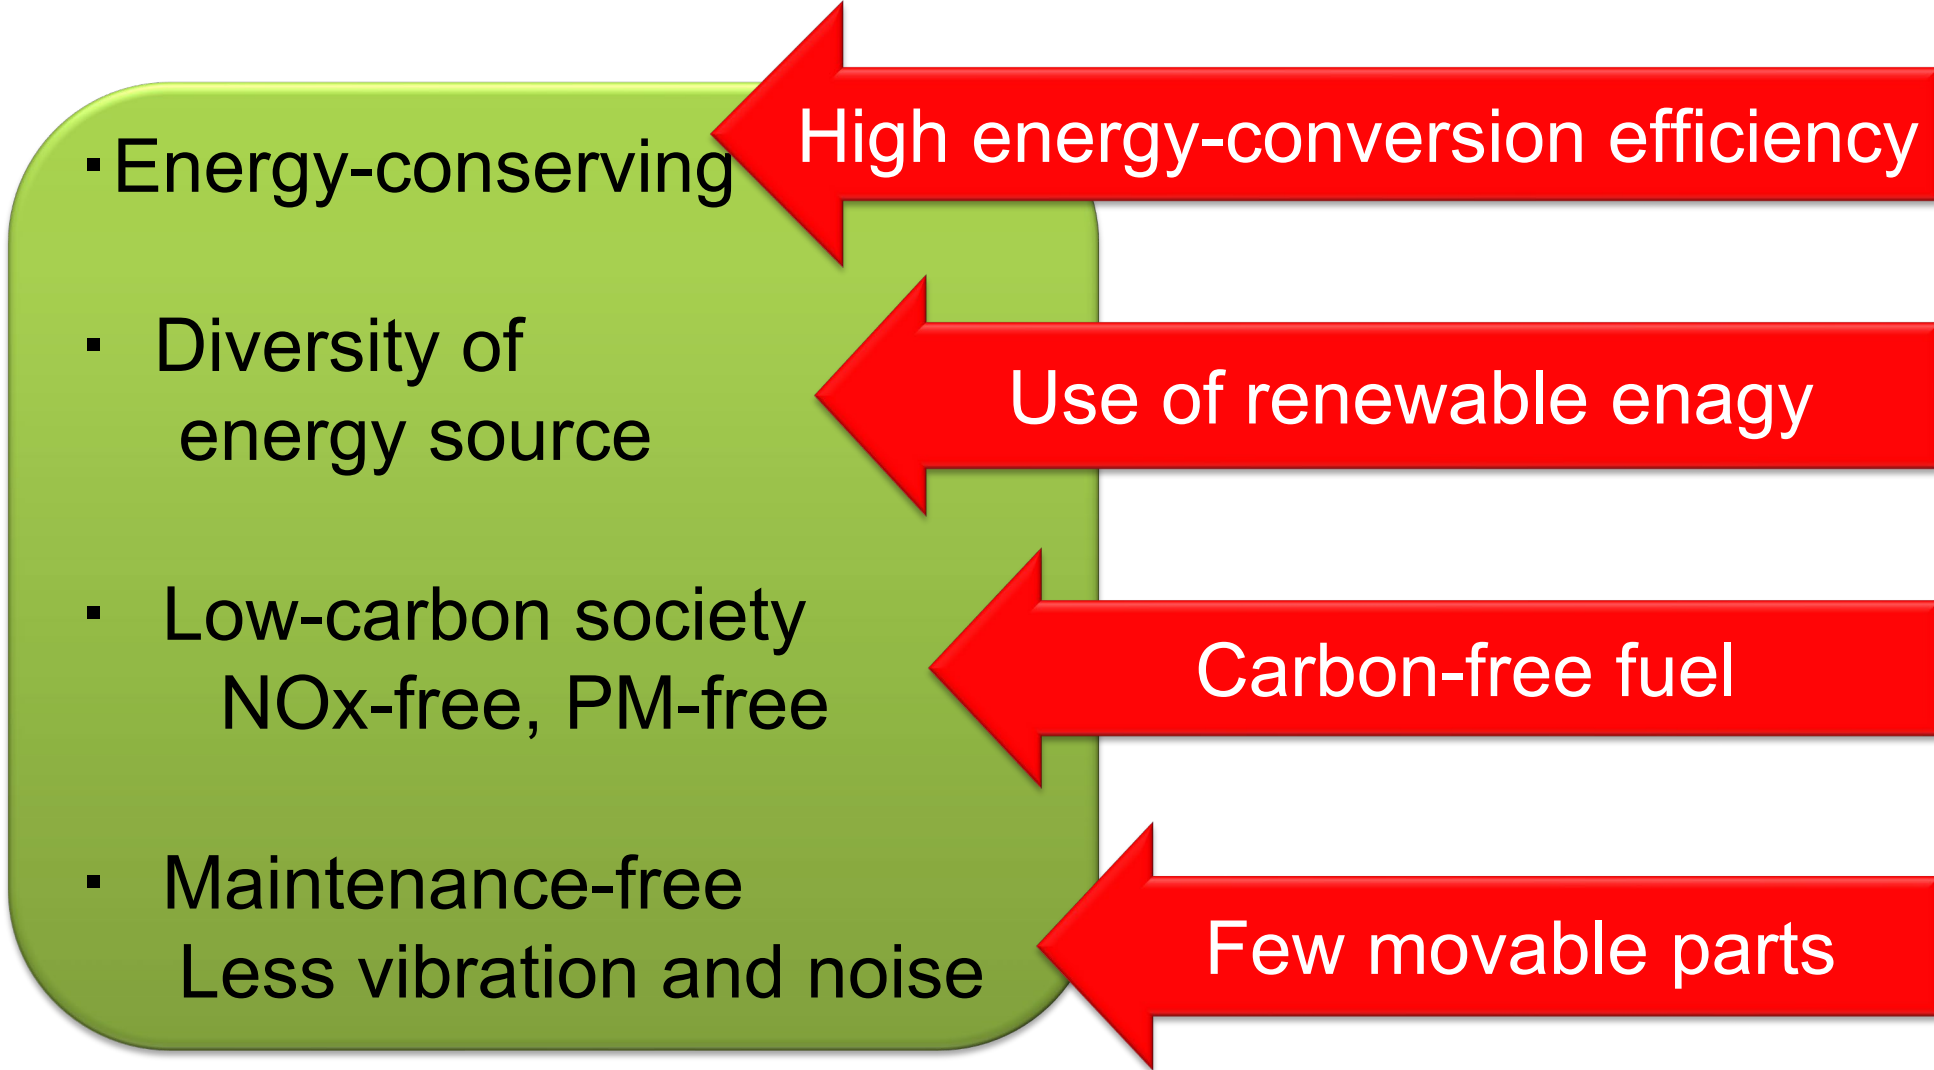 ・Energy-conserving
High energy-conversion efficiency
・ Diversity of
energy source
Use of renewable enagy
・ Low-carbon society
NOx-free, PM-free
Carbon-free fuel
・ Maintenance-free
Less vibration and noise
Few movable parts